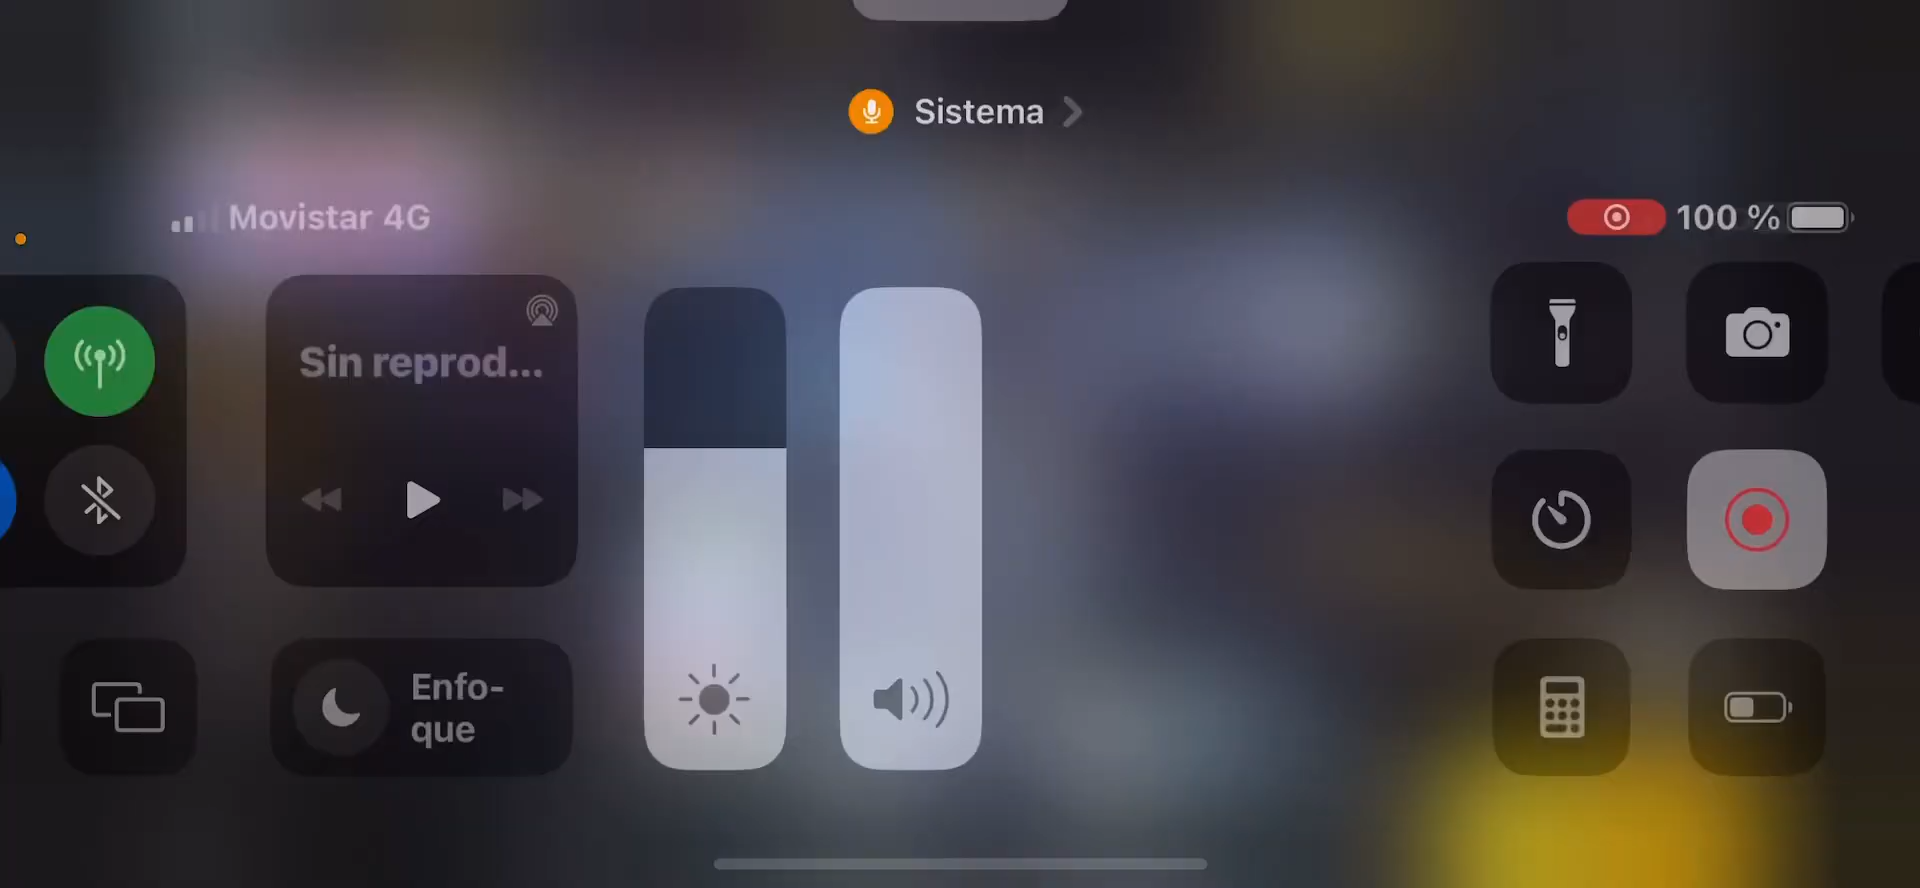 Sistema
Movistar 4G
100 %
Sin reprod...
Enfo-
que